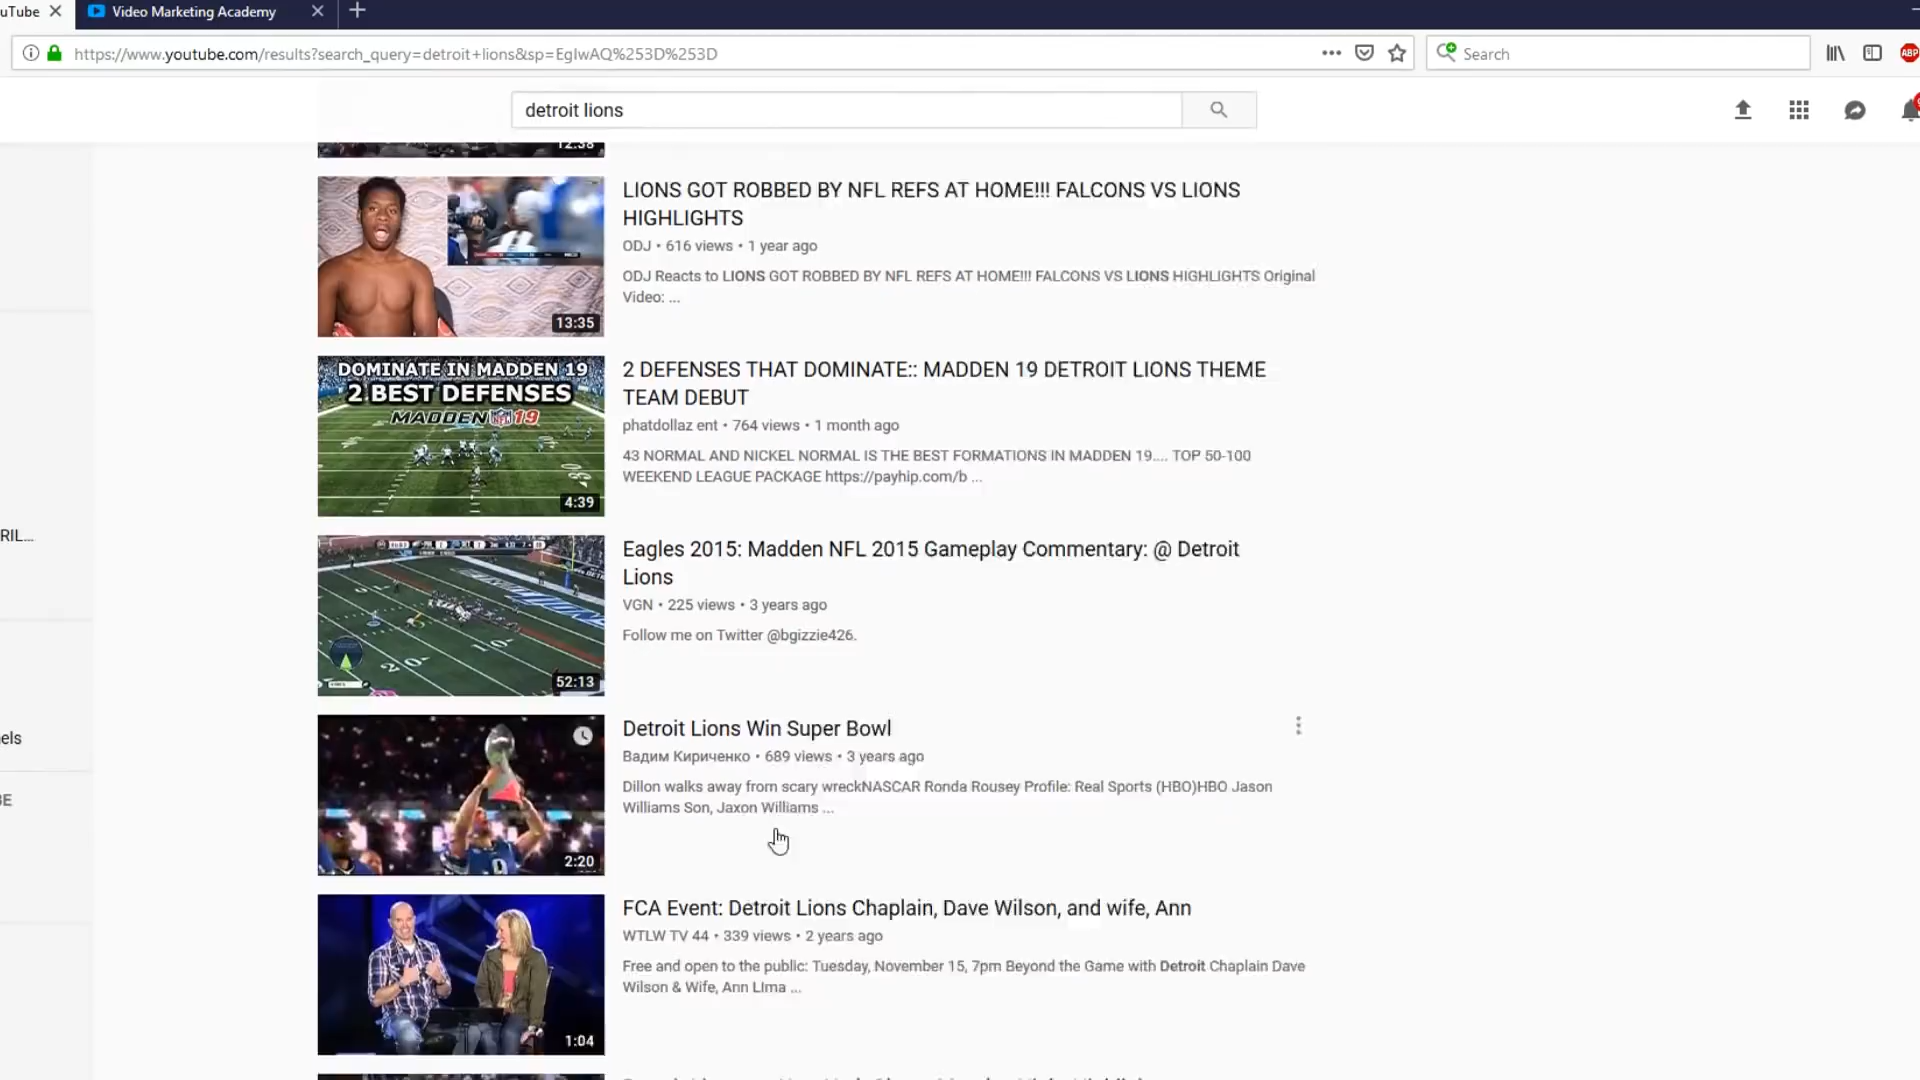 uTube
Video Marketing Academy
https://www.youtube.com/results?search_query=detroit+lions&sp=EgIwAQ%253D%253D
Search
ABP
detroit lions
12:38
LIONS GOT ROBBED BY NFL REFS AT HOME!!! FALCONS VS LIONS
HIGHLIGHTS
ODJ • 616 views • 1 year ago
ODJ Reacts to LIONS GOT ROBBED BY NFL REFS AT HOME!!! FALCONS VS LIONS HIGHLIGHTS Original
Video: ...
13:35
DOMINATE IN MADDEN 19
2 BEST DEFENSES
MADDEN NFL 19
4:39
2 DEFENSES THAT DOMINATE:: MADDEN 19 DETROIT LIONS THEME
TEAM DEBUT
phatdollaz ent • 764 views • 1 month ago
43 NORMAL AND NICKEL NORMAL IS THE BEST FORMATIONS IN MADDEN 19.... TOP 50-100
WEEKEND LEAGUE PACKAGE https://payhip.com/b ...
RIL...
Eagles 2015: Madden NFL 2015 Gameplay Commentary: @ Detroit
Lions
VGN • 225 views • 3 years ago
Follow me on Twitter @bgizzie426.
52:13
els
Detroit Lions Win Super Bowl
Вадим Кириченко • 689 views • 3 years ago
Dillon walks away from scary wreckNASCAR Ronda Rousey Profile: Real Sports (HBO)HBO Jason
Williams Son, Jaxon Williams ...
9
2:20
BE
FCA Event: Detroit Lions Chaplain, Dave Wilson, and wife, Ann
WTLW TV 44 • 339 views • 2 years ago
Free and open to the public: Tuesday, November 15, 7pm Beyond the Game with Detroit Chaplain Dave
Wilson & Wife, Ann LIma ...
1:04